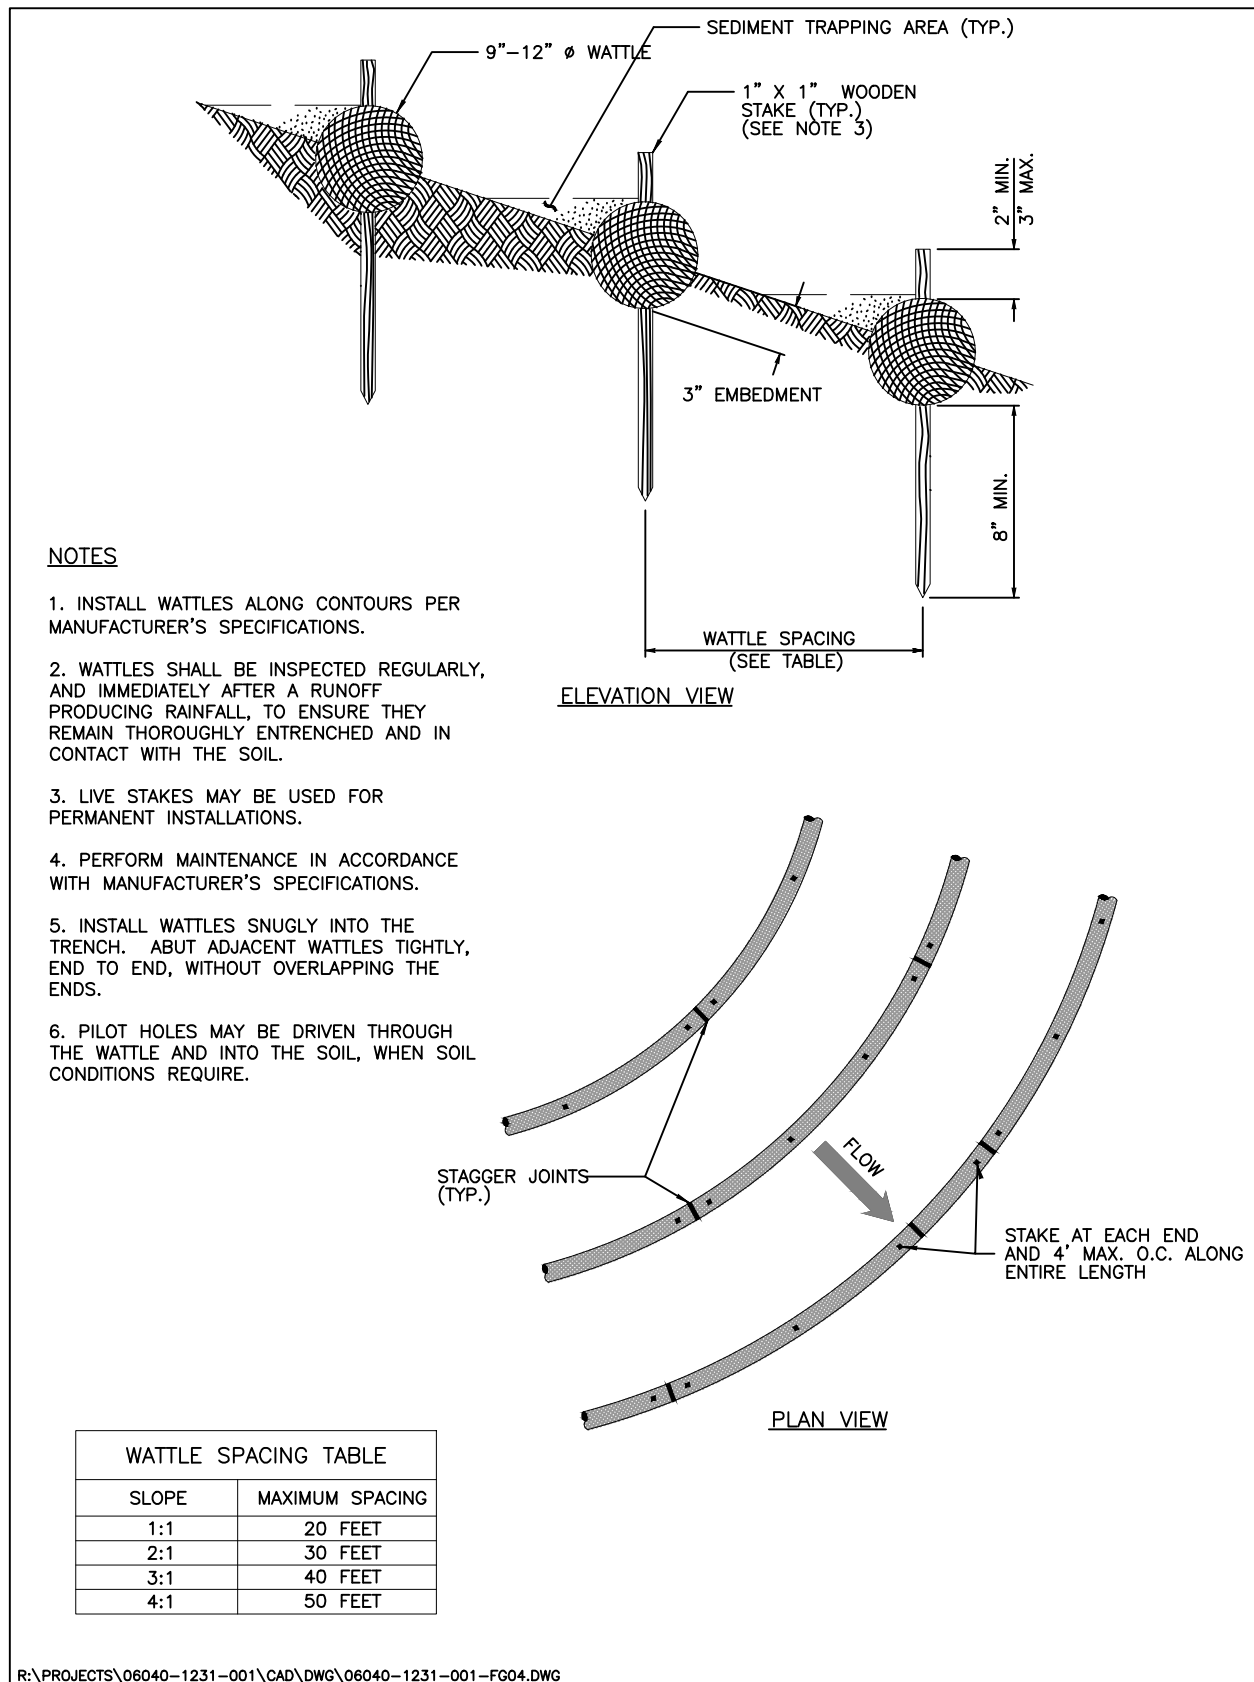 SEDIMENT TRAPPING AREA (TYP.)
9"-12" ø WATTLE
1" X 1" WOODEN
STAKE (TYP.)
(SEE NOTE 3)
2" MIN.
3" MAX.
3" EMBEDMENT
8" MIN.
WATTLE SPACING
(SEE TABLE)
ELEVATION VIEW
NOTES
1. INSTALL WATTLES ALONG CONTOURS PER
MANUFACTURER'S SPECIFICATIONS.
2. WATTLES SHALL BE INSPECTED REGULARLY,
AND IMMEDIATELY AFTER A RUNOFF
PRODUCING RAINFALL, TO ENSURE THEY
REMAIN THOROUGHLY ENTRENCHED AND IN
CONTACT WITH THE SOIL.
3. LIVE STAKES MAY BE USED FOR
PERMANENT INSTALLATIONS.
4. PERFORM MAINTENANCE IN ACCORDANCE
WITH MANUFACTURER'S SPECIFICATIONS.
5. INSTALL WATTLES SNUGLY INTO THE
TRENCH. ABUT ADJACENT WATTLES TIGHTLY,
END TO END, WITHOUT OVERLAPPING THE
ENDS.
6. PILOT HOLES MAY BE DRIVEN THROUGH
THE WATTLE AND INTO THE SOIL, WHEN SOIL
CONDITIONS REQUIRE.
FLOW
STAGGER JOINTS
(TYP.)
STAKE AT EACH END
AND 4' MAX. O.C. ALONG
ENTIRE LENGTH
PLAN VIEW
WATTLE SPACING TABLE
SLOPE MAXIMUM SPACING
1:1 20 FEET
2:1 30 FEET
3:1 40 FEET
4:1 50 FEET
R:\PROJECTS\06040-1231-001\CAD\DWG\06040-1231-001-FG04.DWG